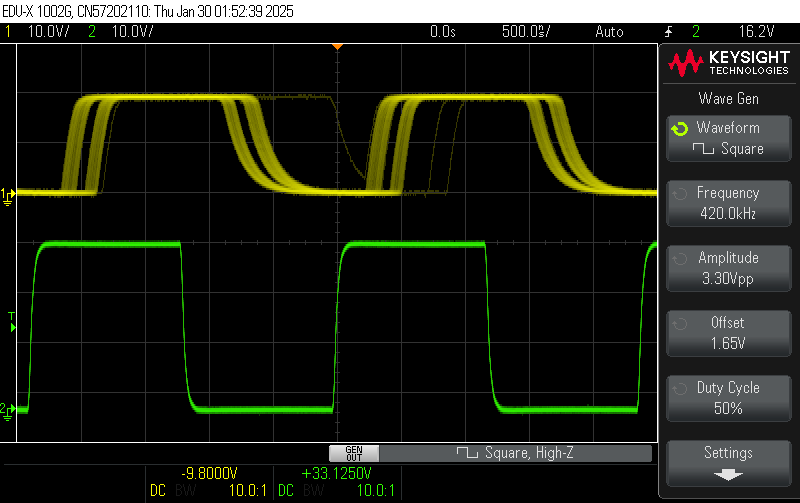 EDU-X 1002G, CN57202110: Thu Jan 30 01:52:39 2025
1 10.0V/ 2 10.0V/ 0.0s 500.0ns/ Auto 2 16.2V
KEYSIGHT
TECHNOLOGIES
Wave Gen
Waveform
Square
Frequency
420.0kHz
Amplitude
3.30Vpp
Offset
1.65V
Duty Cycle
50%
Settings
1
T
2
GEN
OUT
Square, High-Z
-9.8000V +33.1250V
DC BW 10.0:1 DC BW 10.0:1